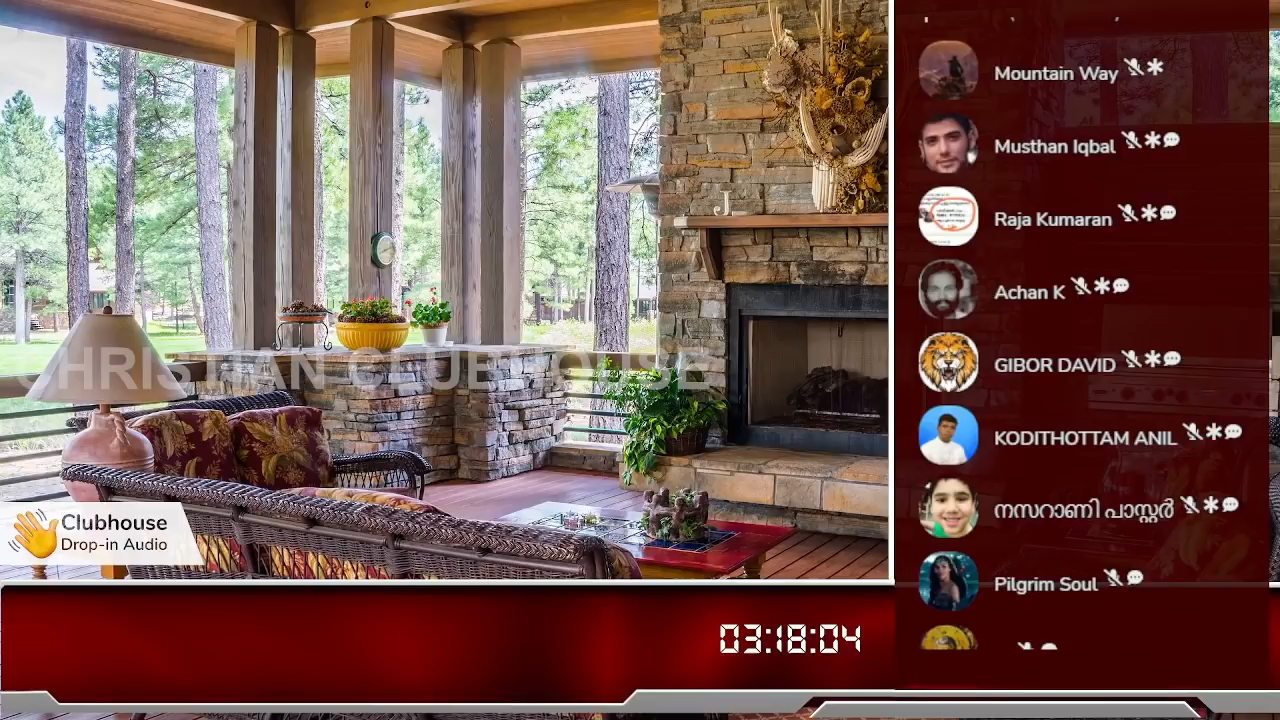 CHRISTIAN CLUBHOUSE
Clubhouse
Drop-in Audio
03:18:04
Mountain Way
Musthan Iqbal
Raja Kumaran
Achan K
GIBOR DAVID
KODITHOTTAM ANIL
നസറാണി പാസ്റ്റർ
Pilgrim Soul